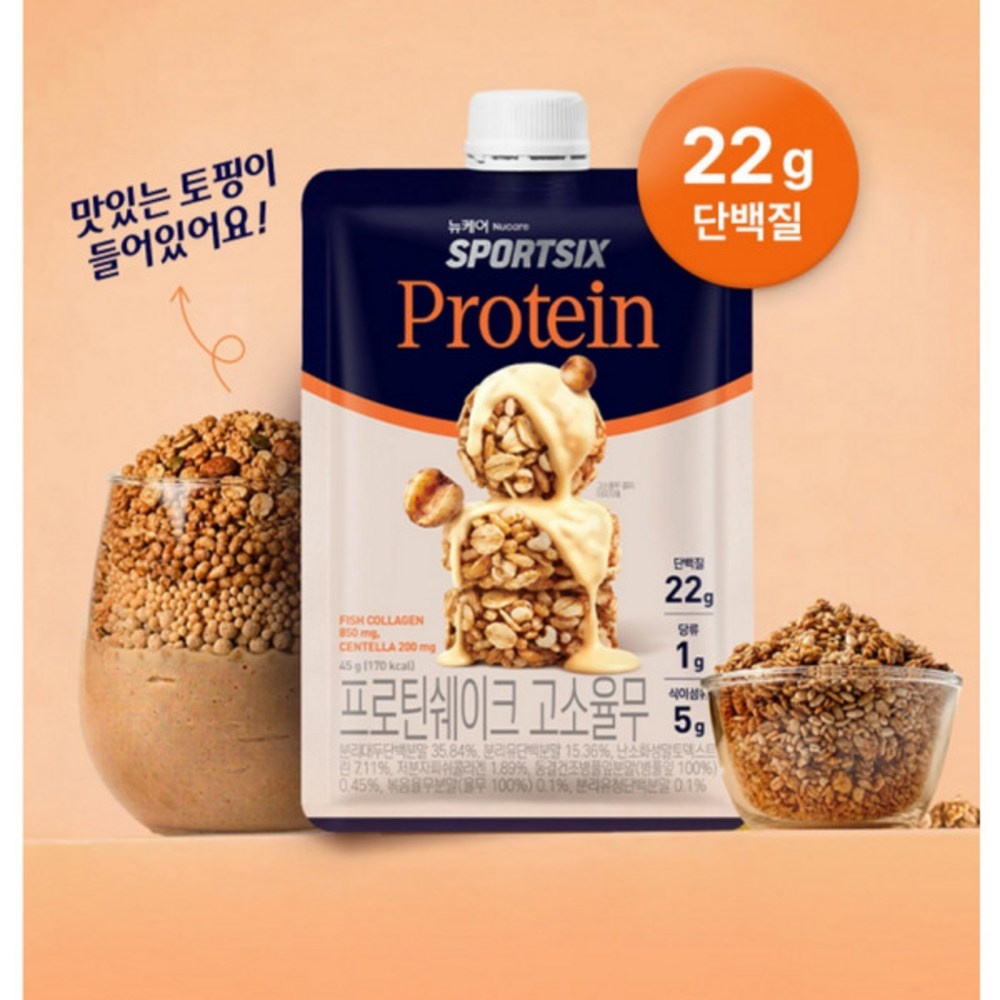 맛있는 토핑이
들어있어요!
22g
단백질
뉴케어 Nucare
SPORTSIX
Protein
단백질
22g
당류
1g
식이섬유
5g
FISH COLLAGEN
850 mg,
CENTELLA 200 mg
45 g (170 kcal)
프로틴쉐이크 고소율무
분리대두단백분말 35.84%, 분리유단백분말 15.36%, 난소화성말토덱스트
린 7.11%, 저분자피쉬콜라겐 1.89%, 동결건조병풀잎분말(병풀잎 100%)
0.45%, 볶음율무분말(율무 100%) 0.1%, 분리유청단백분말 0.1%